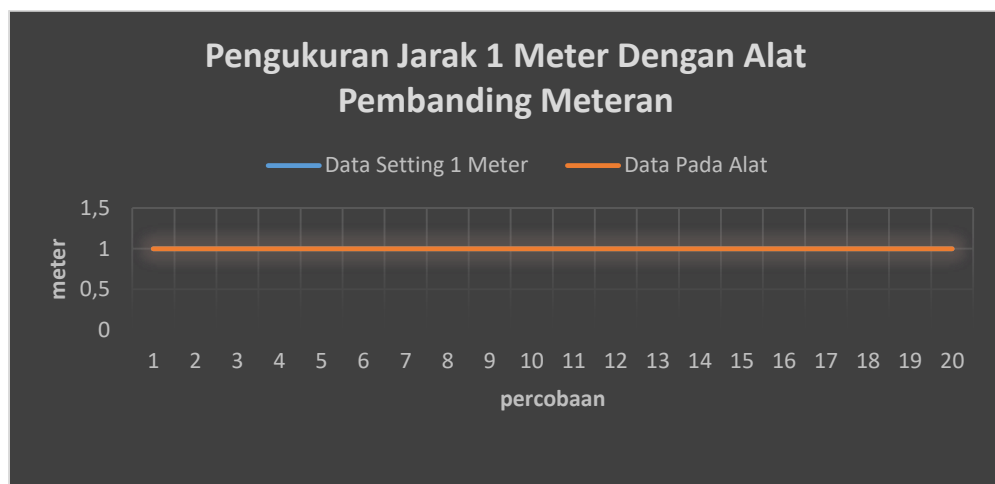 Pengukuran Jarak 1 Meter Dengan Alat
Pembanding Meteran
Data Setting 1 Meter Data Pada Alat
1,5
1
0,5
0
meter
1 2 3 4 5 6 7 8 9 10 11 12 13 14 15 16 17 18 19 20
percobaan